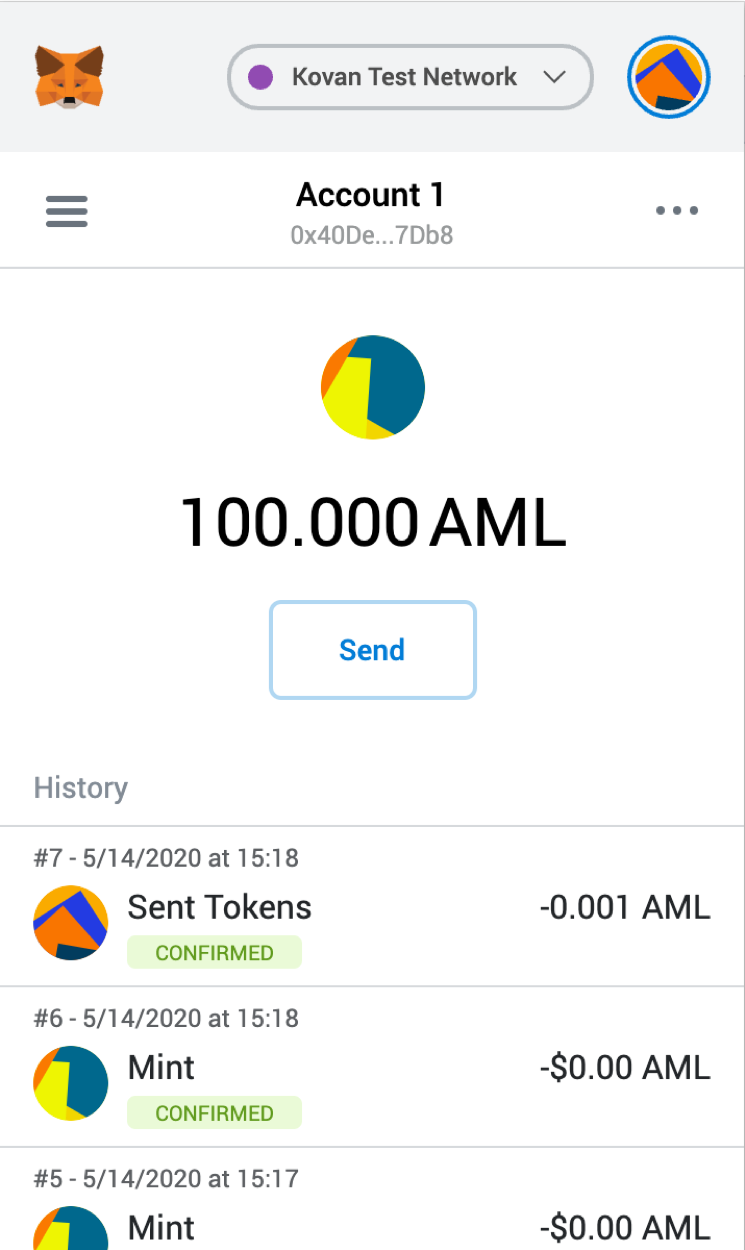 Kovan Test Network
Account 1
0x40De...7Db8
100.000 AML
Send
History
#7 - 5/14/2020 at 15:18
Sent Tokens -0.001 AML
CONFIRMED
#6 - 5/14/2020 at 15:18
Mint -$0.00 AML
CONFIRMED
#5 - 5/14/2020 at 15:17
Mint -$0.00 AML